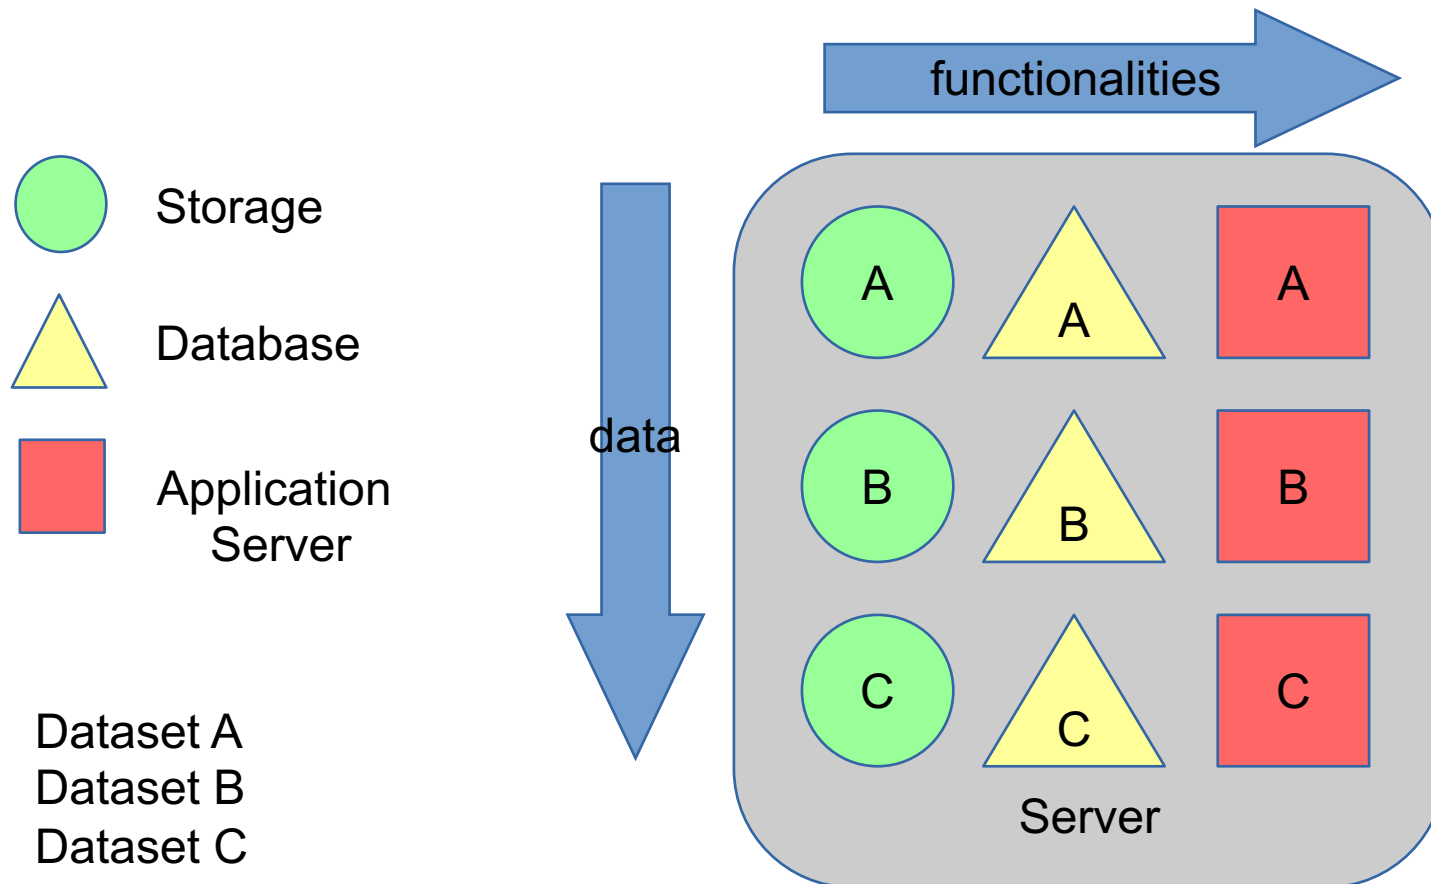 functionalities
Storage
Database
Application
Server
data
Dataset A
Dataset B
Dataset C
A A A
B B B
C C C
Server